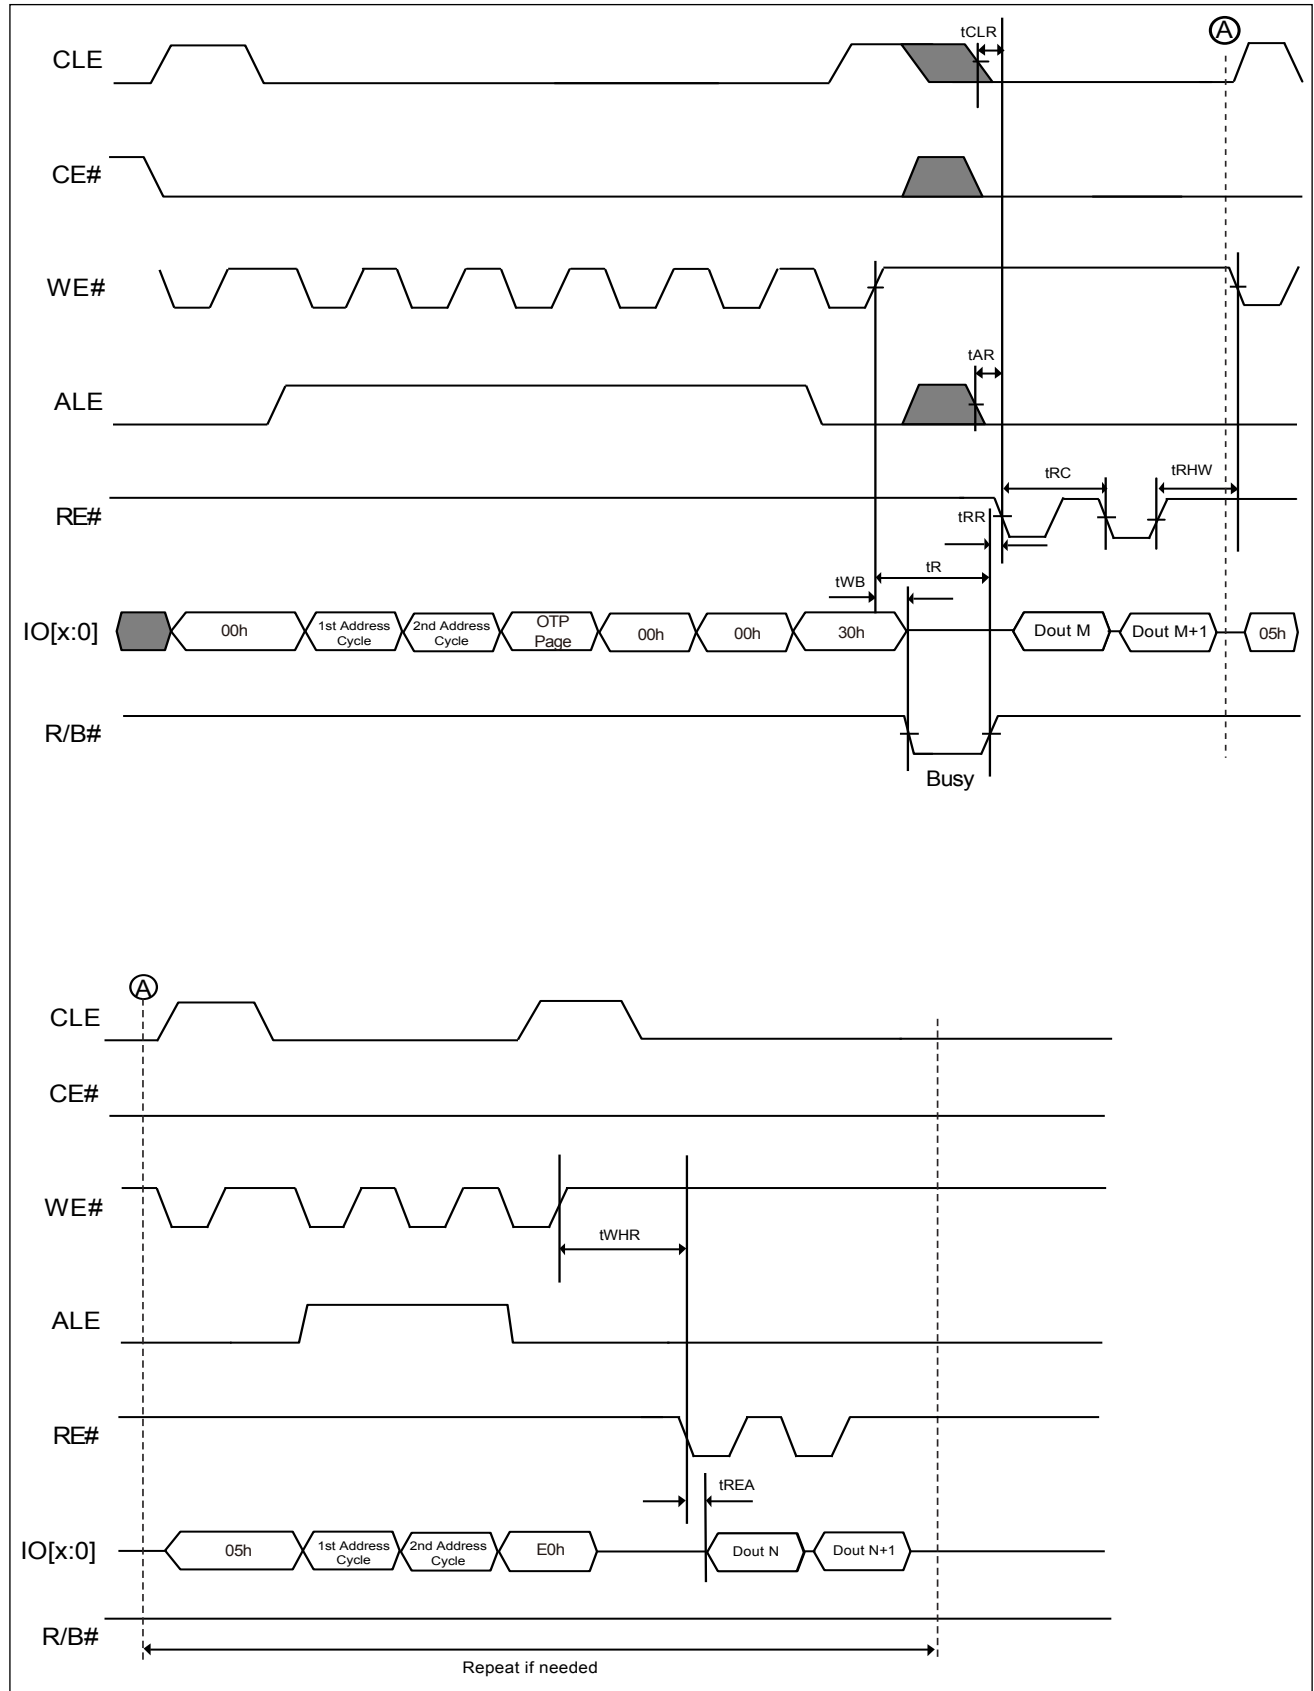 tCLR
A
CLE
CE#
WE#
tAR
ALE
tRC
tRHW
RE#
tRR
tR
tWB
IO[x:0]
00h
1st Address
Cycle
2nd Address
Cycle
OTP
Page
00h
00h
30h
Dout M
Dout M+1
05h
R/B#
Busy
A
CLE
CE#
WE#
tWHR
ALE
RE#
tREA
IO[x:0]
05h
1st Address
Cycle
2nd Address
Cycle
E0h
Dout N
Dout N+1
R/B#
Repeat if needed